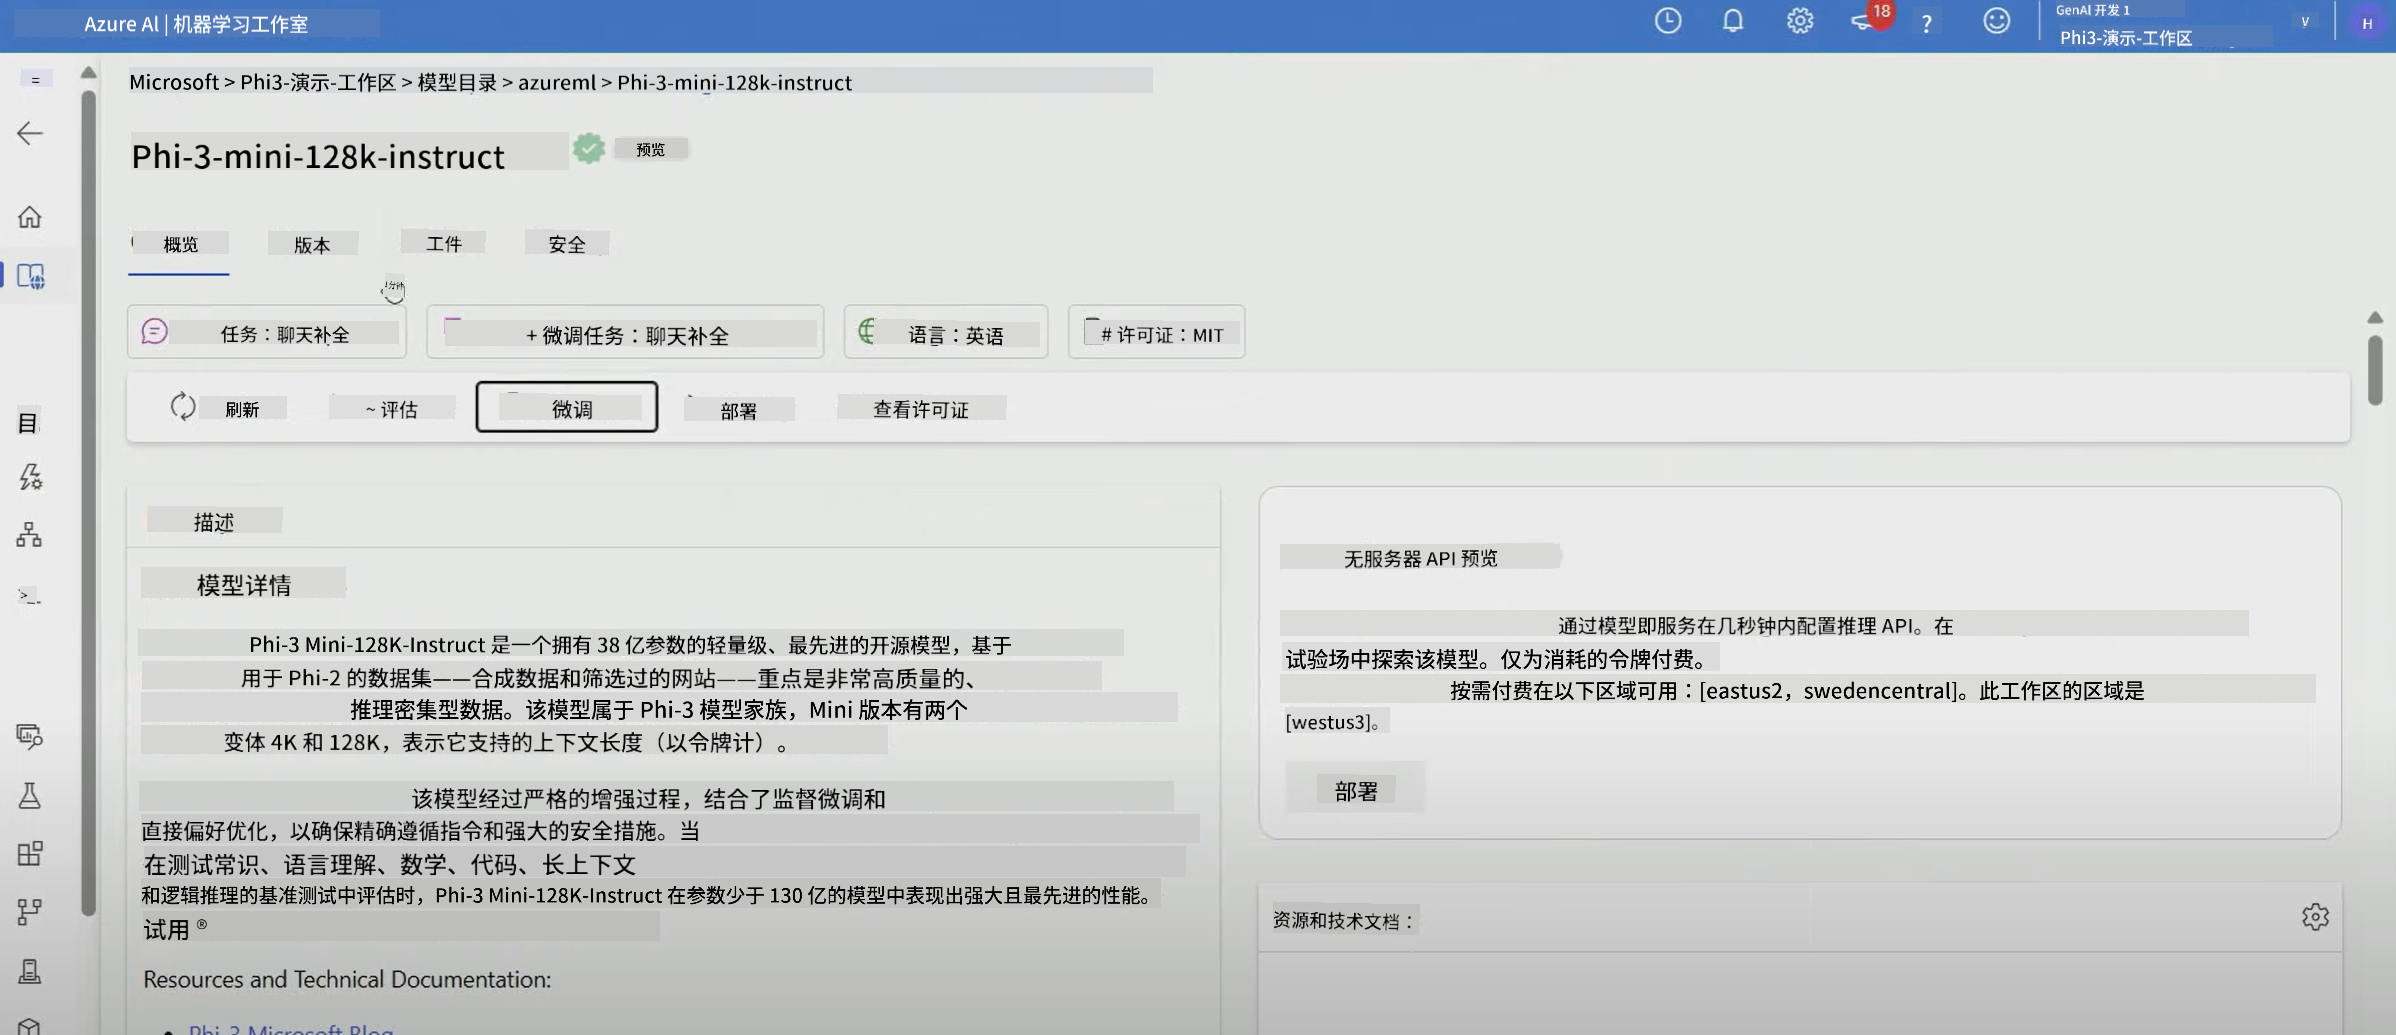 Azure AI | 机器学习工作室
18
?
GenAI 开发 1
Phi3-演示-工作区
H
Microsoft > Phi3-演示-工作区 > 模型目录 > azureml > Phi-3-mini-128k-instruct
Phi-3-mini-128k-instruct
预览
概览
版本
工件
安全
任务：聊天补全
+ 微调任务：聊天补全
语言：英语
# 许可证：MIT
刷新
~ 评估
微调
部署
查看许可证
描述
模型详情
Phi-3 Mini-128K-Instruct 是一个拥有 38 亿参数的轻量级、最先进的开源模型，基于
用于 Phi-2 的数据集——合成数据和筛选过的网站——重点是非常高质量的、
推理密集型数据。该模型属于 Phi-3 模型家族，Mini 版本有两个
变体 4K 和 128K，表示它支持的上下文长度（以令牌计）。
该模型经过严格的增强过程，结合了监督微调和
直接偏好优化，以确保精确遵循指令和强大的安全措施。当
在测试常识、语言理解、数学、代码、长上下文
和逻辑推理的基准测试中评估时，Phi-3 Mini-128K-Instruct 在参数少于 130 亿的模型中表现出强大且最先进的性能。
试用 ®
Resources and Technical Documentation:
Phi-3 Microsoft Blog
无服务器 API 预览
通过模型即服务在几秒钟内配置推理 API。在
试验场中探索该模型。仅为消耗的令牌付费。
按需付费在以下区域可用：[eastus2，swedencentral]。此工作区的区域是
[westus3]。
部署
资源和技术文档：